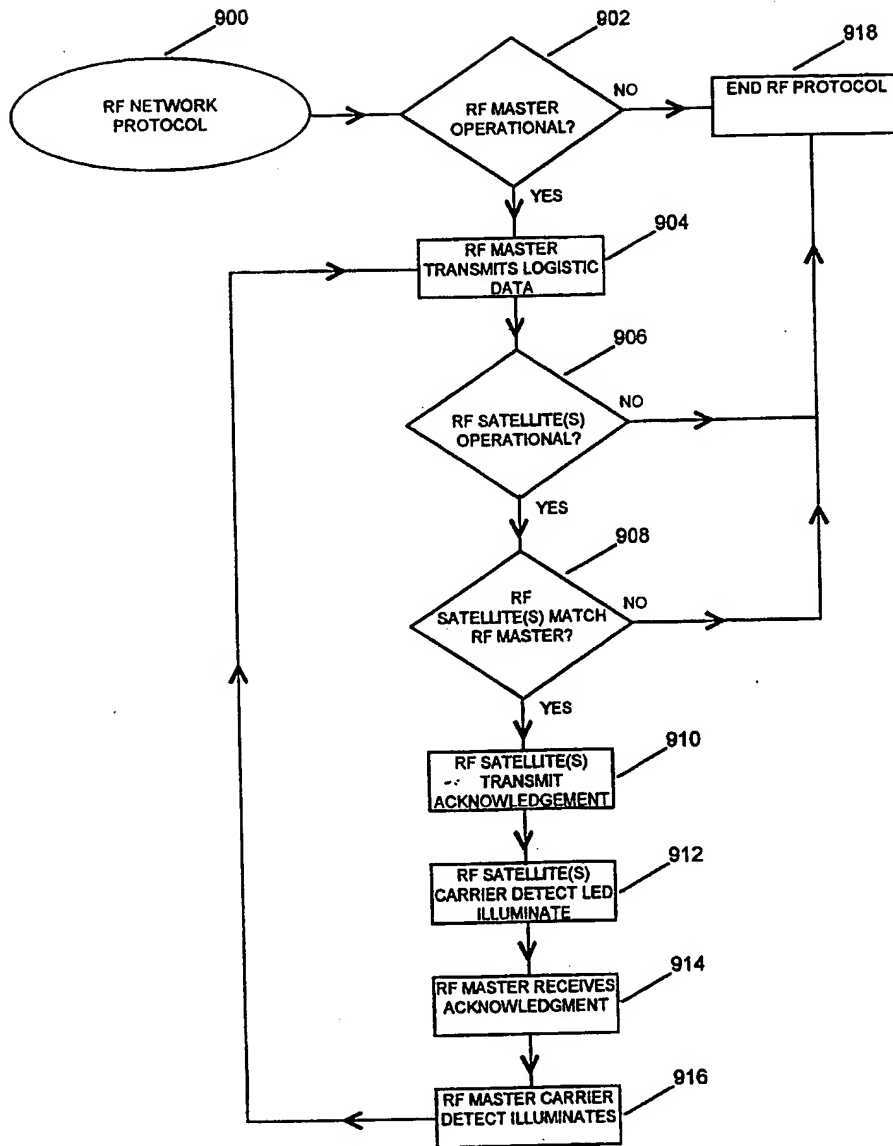 900
902
918
RF NETWORK
PROTOCOL
RF MASTER
OPERATIONAL?
NO
END RF PROTOCOL
YES
904
RF MASTER
TRANSMITS LOGISTIC
DATA
906
RF SATELLITE(S)
OPERATIONAL?
NO
YES
908
RF
SATELLITE(S) MATCH
RF MASTER?
NO
YES
910
RF SATELLITE(S)
TRANSMIT
ACKNOWLEDGEMENT
912
RF SATELLITE(S)
CARRIER DETECT LED
ILLUMINATE
914
RF MASTER RECEIVES
ACKNOWLEDGMENT
916
RF MASTER CARRIER
DETECT ILLUMINATES